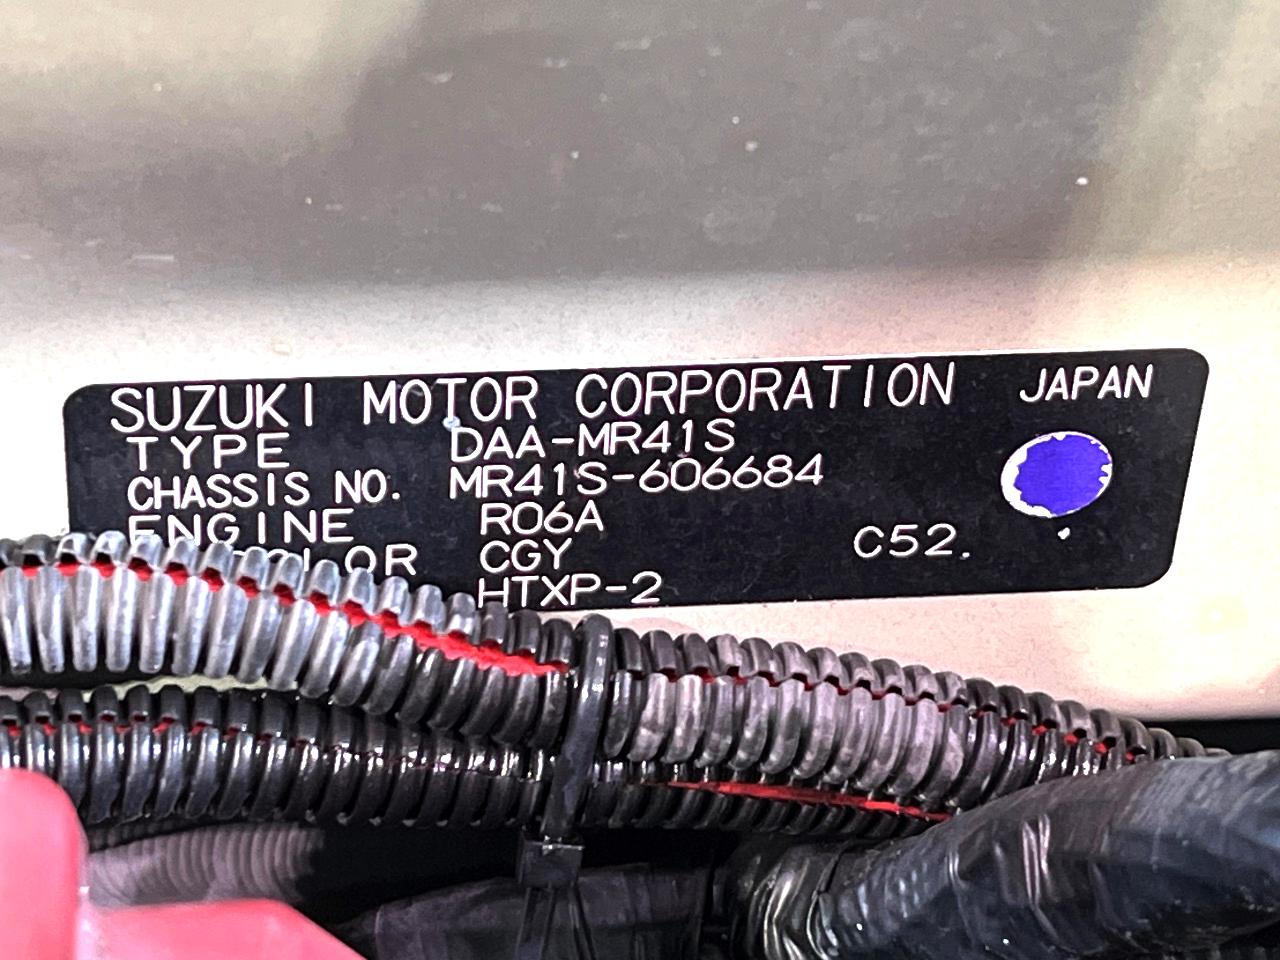 SUZUKI MOTOR CORPORATION JAPAN
TYPE DAA-MR41S
CHASSIS NO. MR41S-606684
ENGINE R06A C52.
CGY
HTXP-2